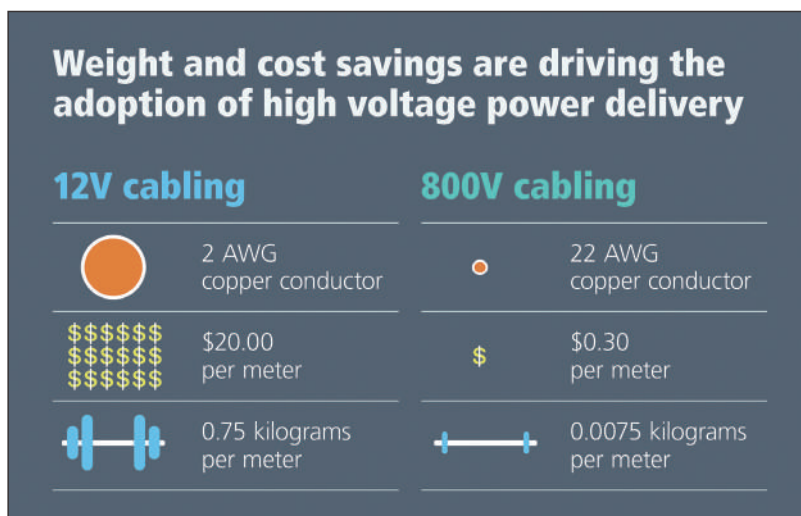 Weight and cost savings are driving the
adoption of high voltage power delivery
12V cabling
2 AWG
copper conductor
$$$$$$
$$$$$$
$$$$$$
$20.00
per meter
0.75 kilograms
per meter
800V cabling
22 AWG
copper conductor
$
$0.30
per meter
0.0075 kilograms
per meter